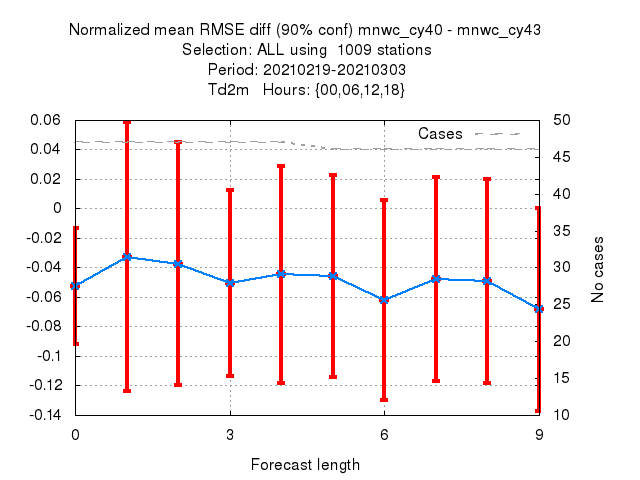 Normalized mean RMSE diff (90% conf) mnwc_cy40 - mnwc_cy43
Selection: ALL using  1009 stations
Period: 20210219-20210303
Td2m   Hours: {00,06,12,18}
Cases
0.06
0.04
0.02
0
-0.02
-0.04
-0.06
-0.08
-0.1
-0.12
-0.14
50
45
40
35
30
25
20
15
10
No cases
0 3 6 9
Forecast length